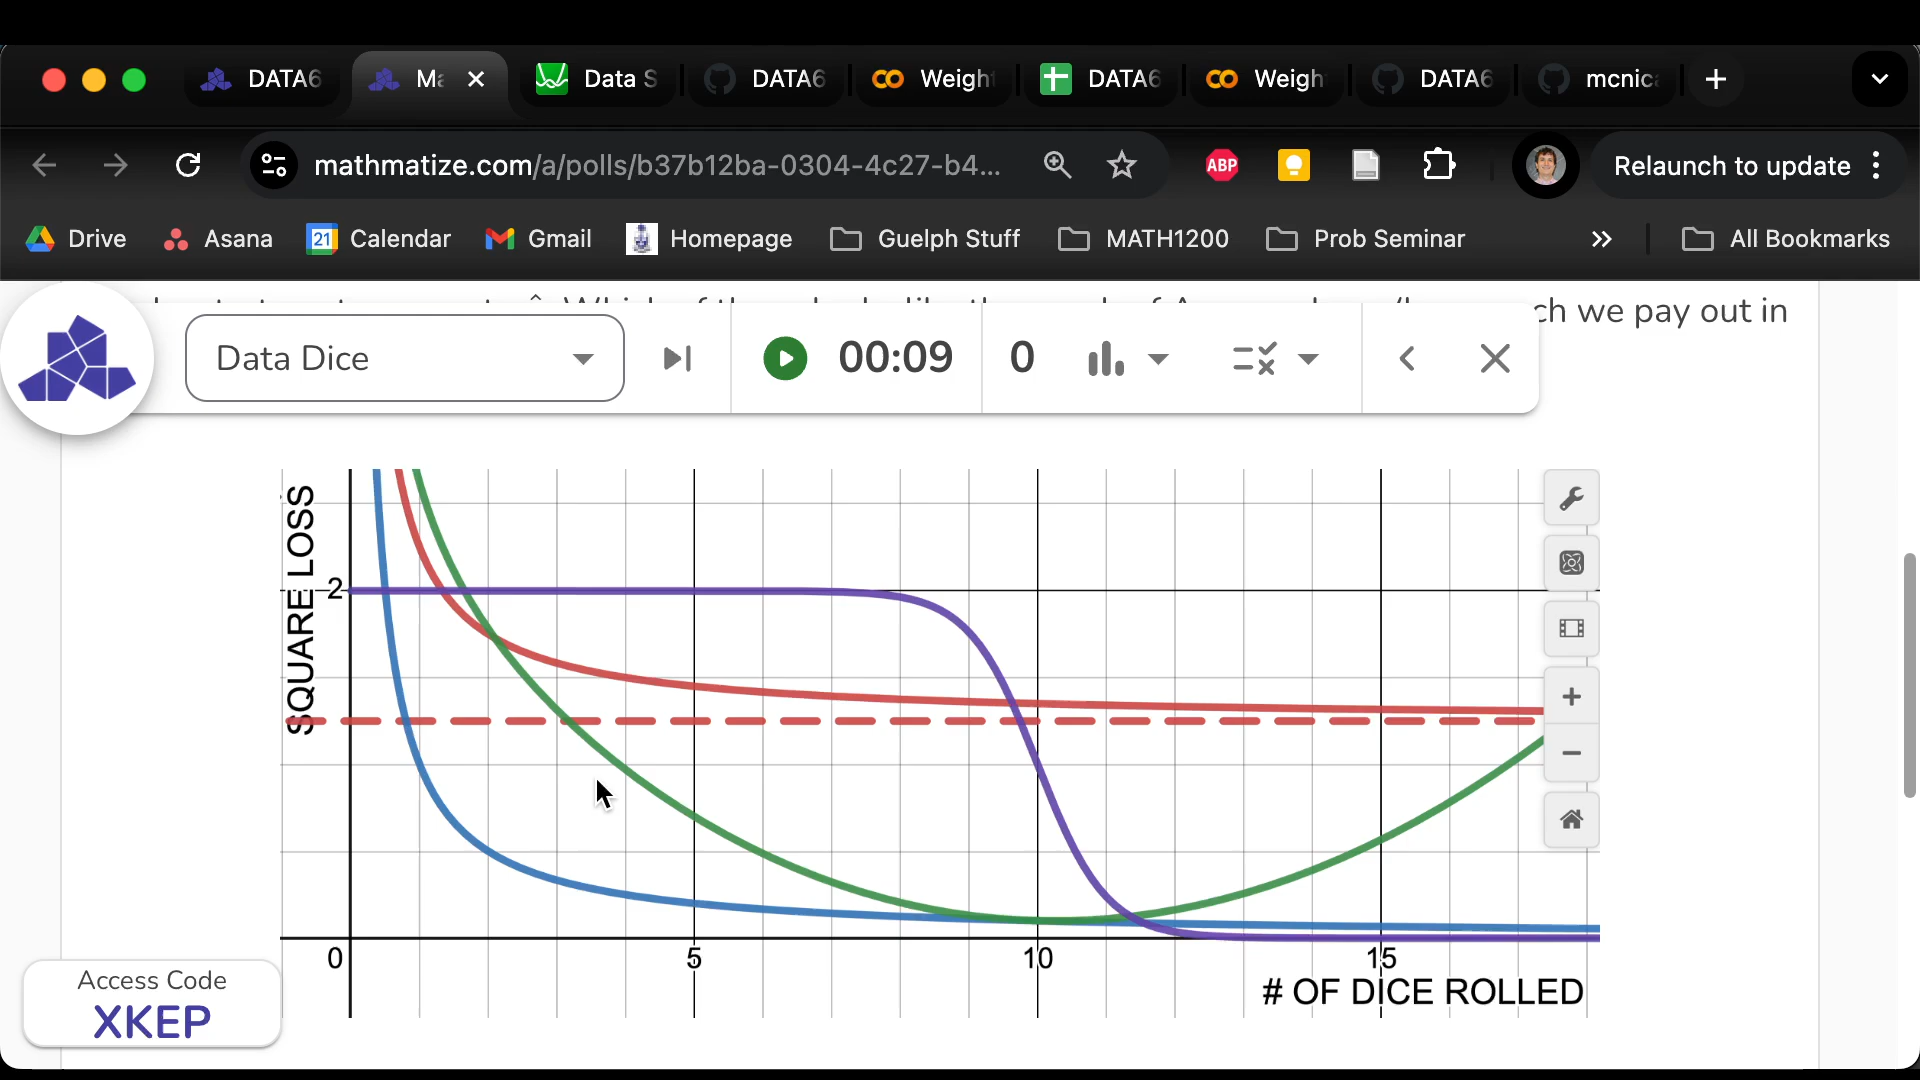 DATA6
Ma
Data S
DATA6
Weigh
DATA6
Weigh
DATA6
mcnic
mathmatize.com/a/polls/b37b12ba-0304-4c27-b4...
ABP
Relaunch to update
Drive
Asana
21
Calendar
Gmail
Homepage
Guelph Stuff
MATH1200
Prob Seminar
All Bookmarks
ch we pay out in
Data Dice
00:09
0
SQUARE LOSS
2
0
5
10
15
# OF DICE ROLLED
Access Code
XKEP